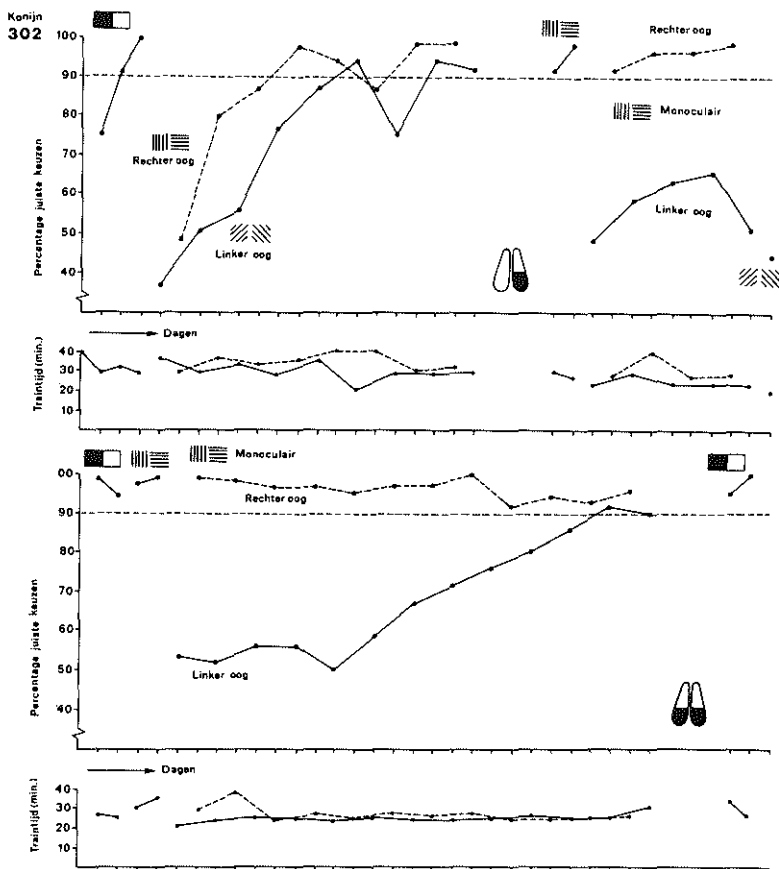 Konijn
302
Percentage juiste keuzen
100
90
80
70
60
50
40
Rechter oog
Linker oog
Rechter oog
Monoculair
Linker oog
Dagen
Traintijd (min.)
40
30
20
10
Monoculair
Percentage juiste keuzen
00
90
80
70
60
50
40
Rechter oog
Linker oog
Dagen
Traintijd (min.)
40
30
20
10